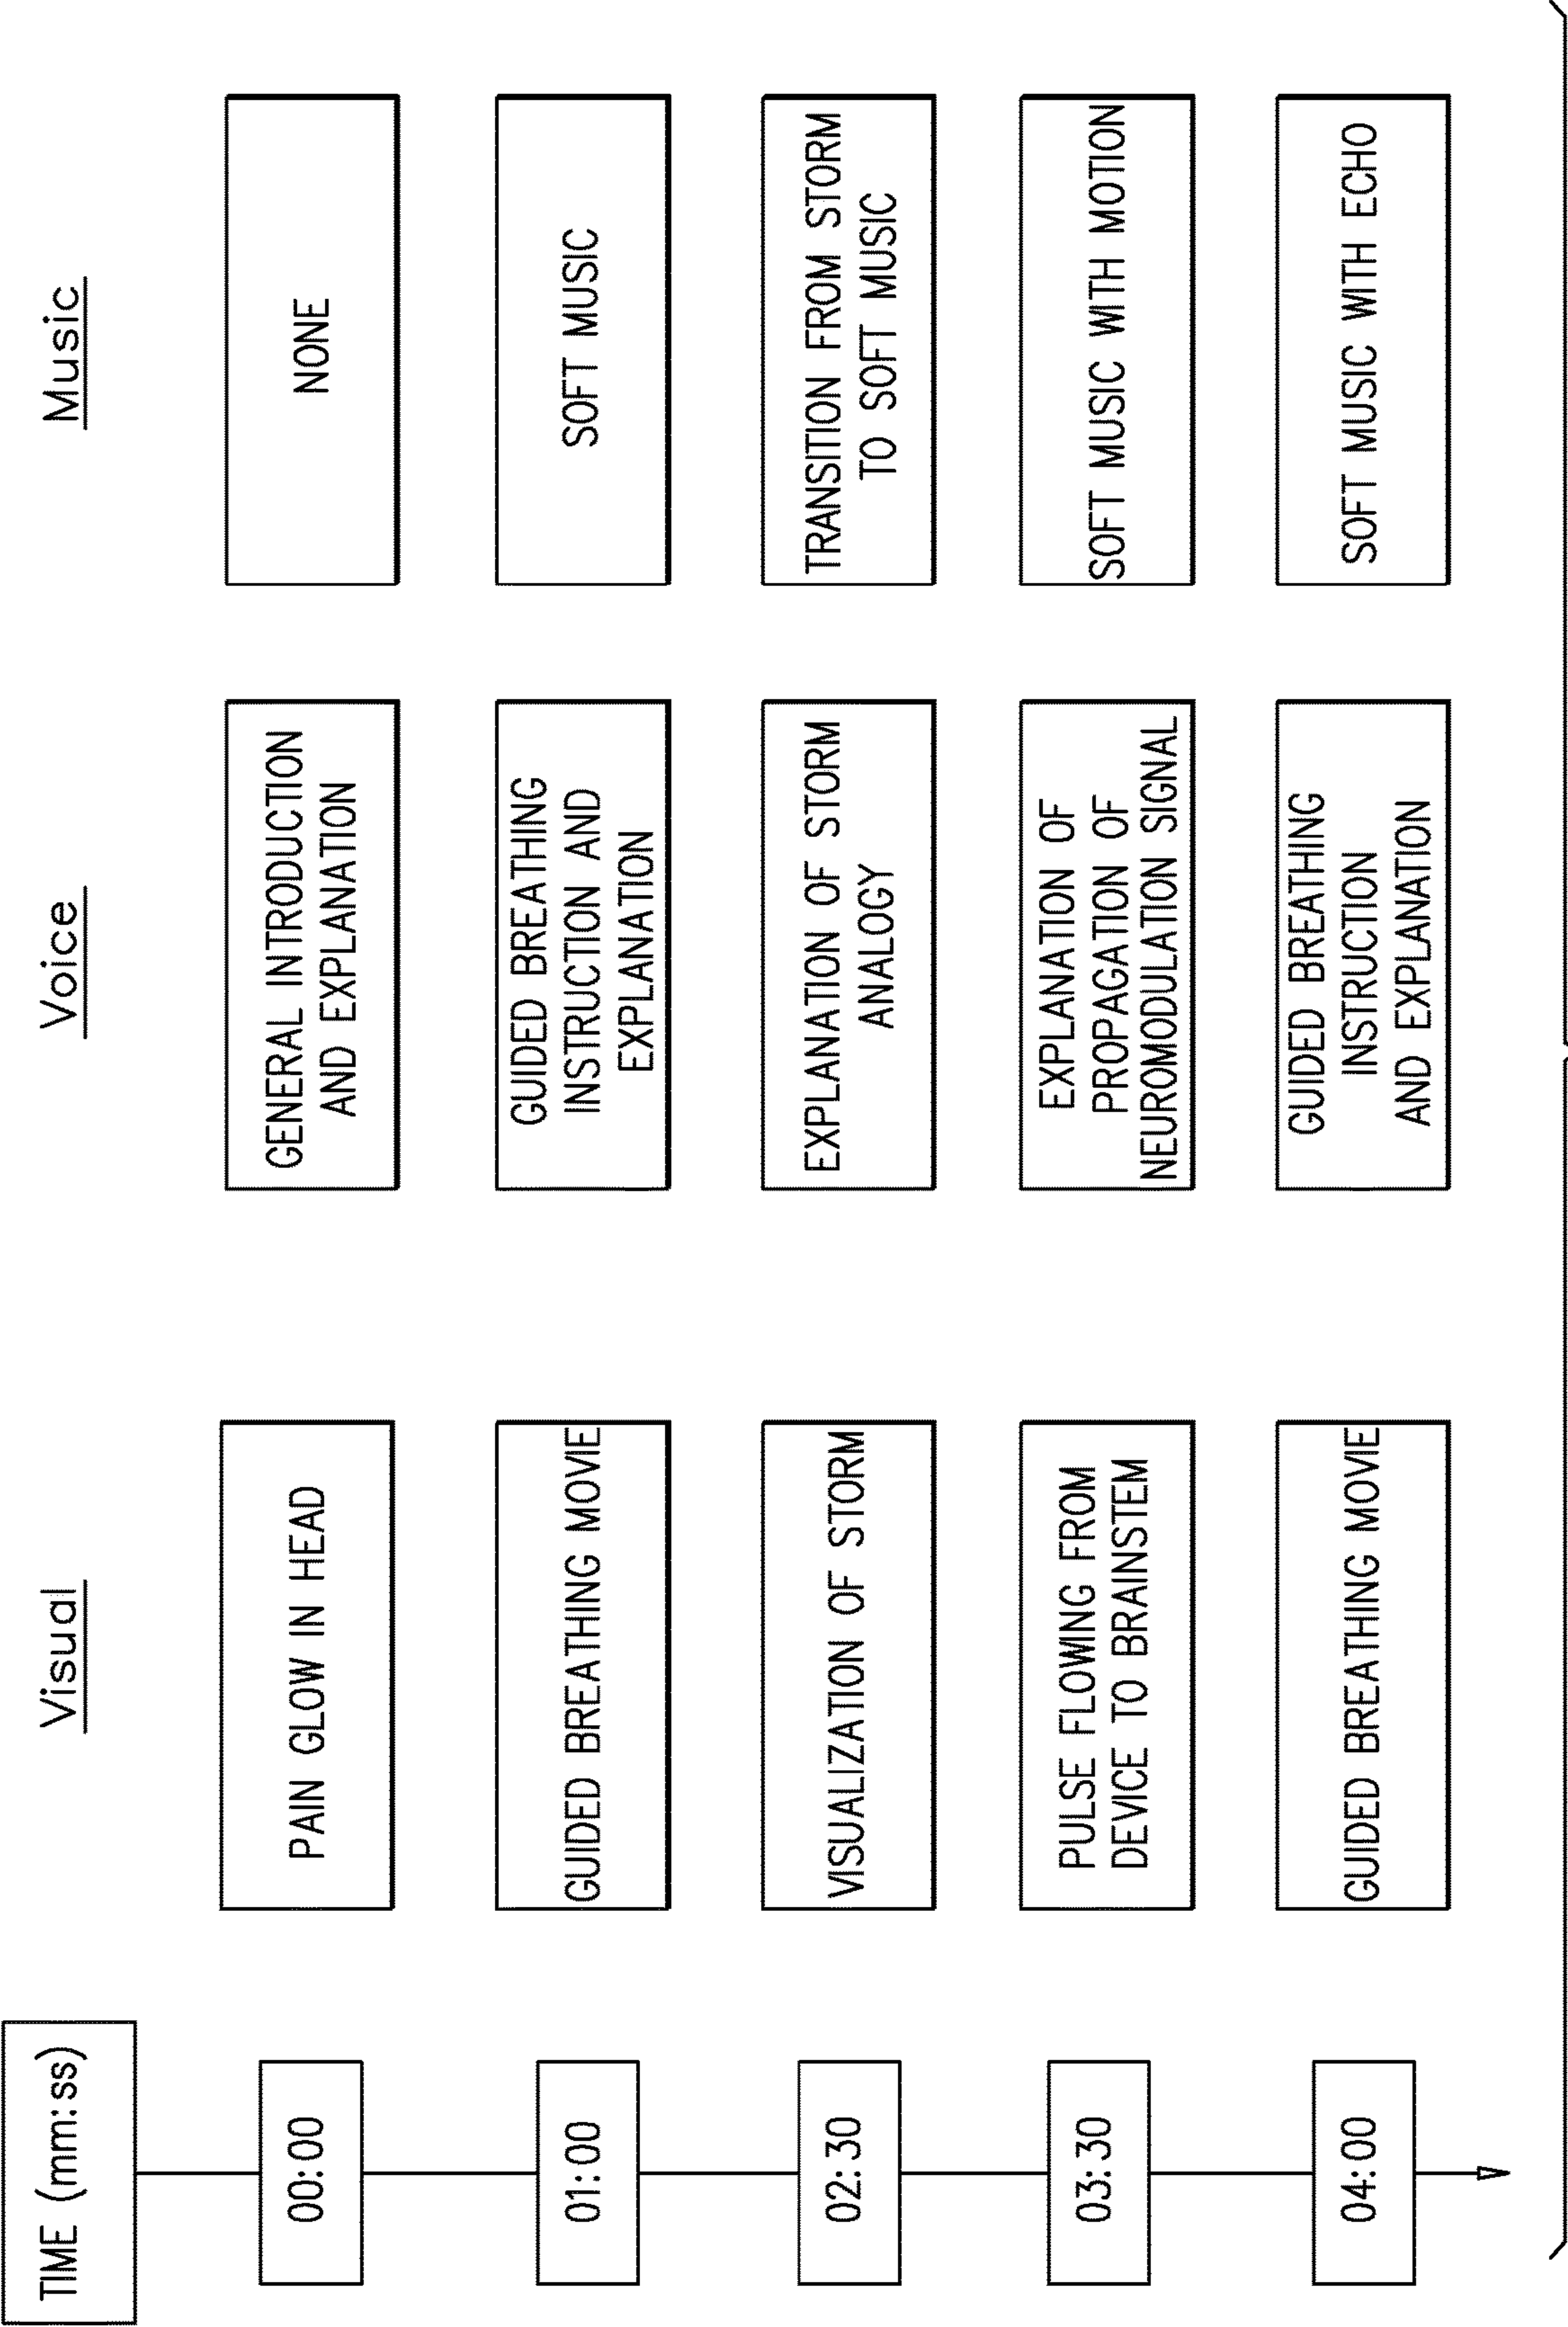 TIME (mm:ss)
Visual
Voice
Music
00:00
PAIN GLOW IN HEAD
GENERAL INTRODUCTION
AND EXPLANATION
NONE
01:00
GUIDED BREATHING MOVIE
GUIDED BREATHING
INSTRUCTION AND
EXPLANATION
SOFT MUSIC
02:30
VISUALIZATION OF STORM
EXPLANATION OF STORM
ANALOGY
TRANSITION FROM STORM
TO SOFT MUSIC
03:30
PULSE FLOWING FROM
DEVICE TO BRAINSTEM
EXPLANATION OF
PROPAGATION OF
NEUROMODULATION SIGNAL
SOFT MUSIC WITH MOTION
04:00
GUIDED BREATHING MOVIE
GUIDED BREATHING
INSTRUCTION
AND EXPLANATION
SOFT MUSIC WITH ECHO